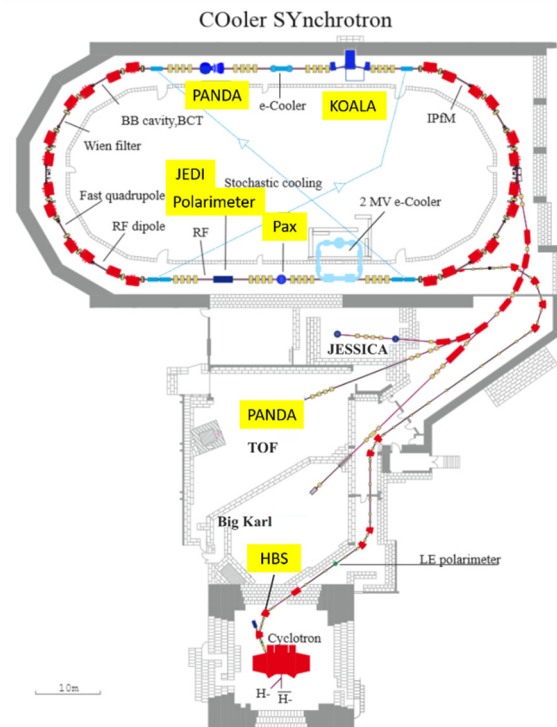 COoler SYnchrotron
PANDA
e-Cooler
KOALA
BB cavity,BCT
IPfM
Wien filter
JEDI
Polarimeter
Stochastic cooling
2 MV e-Cooler
Fast quadrupole
RF dipole
RF
Pax
JESSICA
PANDA
TOF
Big Karl
HBS
LE polarimeter
Cyclotron
10m
H- H-